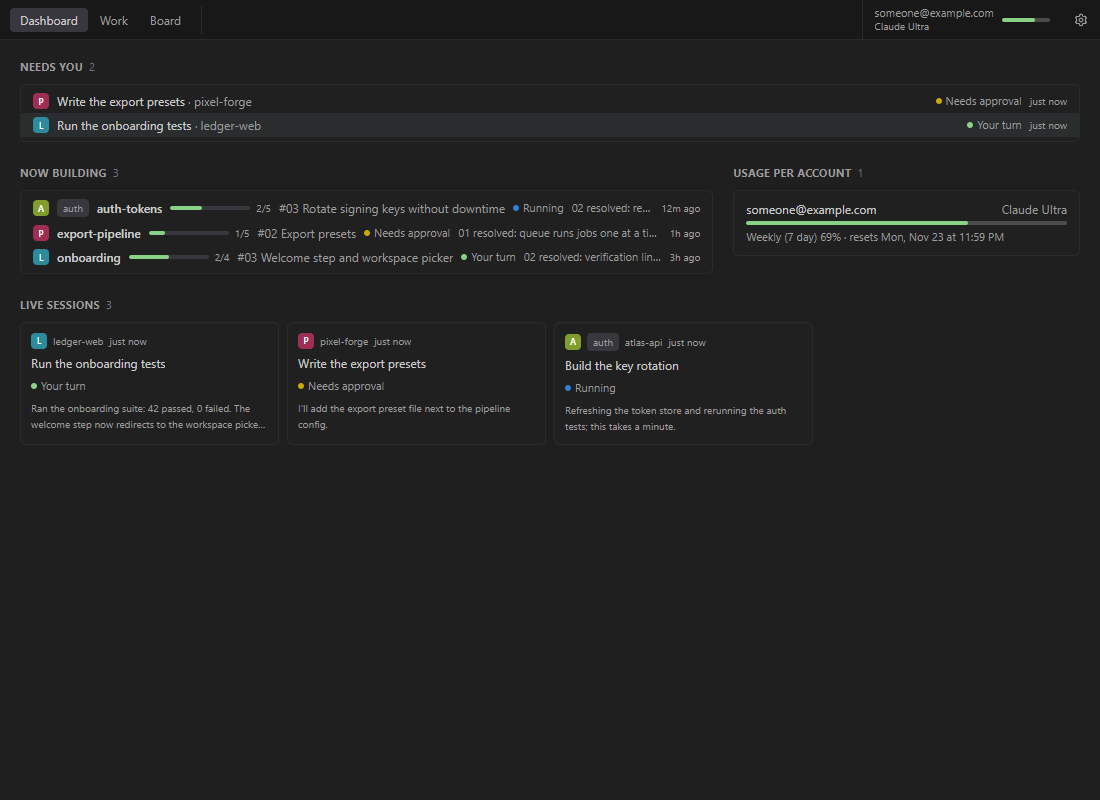 Dashboard Work Board
someone@example.com
Claude Ultra
NEEDS YOU 2
P Write the export presets · pixel-forge Needs approval just now
L Run the onboarding tests · ledger-web Your turn just now
NOW BUILDING 3
A auth auth-tokens 2/5 #03 Rotate signing keys without downtime Running 02 resolved: re... 12m ago
P export-pipeline 1/5 #02 Export presets Needs approval 01 resolved: queue runs jobs one at a ti... 1h ago
L onboarding 2/4 #03 Welcome step and workspace picker Your turn 02 resolved: verification lin... 3h ago
USAGE PER ACCOUNT 1
someone@example.com Claude Ultra
Weekly (7 day) 69% · resets Mon, Nov 23 at 11:59 PM
LIVE SESSIONS 3
L ledger-web just now
Run the onboarding tests
Your turn
Ran the onboarding suite: 42 passed, 0 failed. The
welcome step now redirects to the workspace picke...
P pixel-forge just now
Write the export presets
Needs approval
I'll add the export preset file next to the pipeline
config.
A auth atlas-api just now
Build the key rotation
Running
Refreshing the token store and rerunning the auth
tests; this takes a minute.